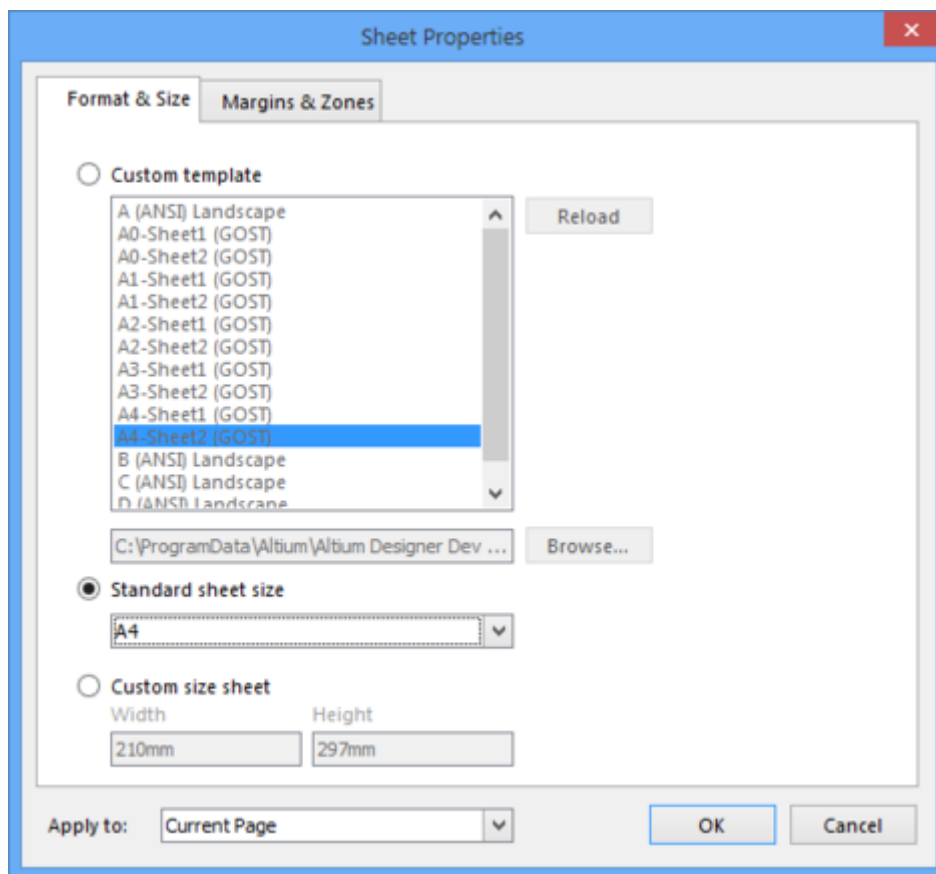 Sheet Properties
Format & Size
Margins & Zones
Custom template
A (ANSI) Landscape
Reload
A0-Sheet1 (GOST)
A0-Sheet2 (GOST)
A1-Sheet1 (GOST)
A1-Sheet2 (GOST)
A2-Sheet1 (GOST)
A2-Sheet2 (GOST)
A3-Sheet1 (GOST)
A3-Sheet2 (GOST)
A4-Sheet1 (GOST)
A4-Sheet2 (GOST)
B (ANSI) Landscape
C (ANSI) Landscape
D (ANSI) Landscape
C:\ProgramData\Altium\Altium Designer Dev ...
Browse...
Standard sheet size
A4
Custom size sheet
Width Height
210mm 297mm
Apply to: Current Page OK Cancel